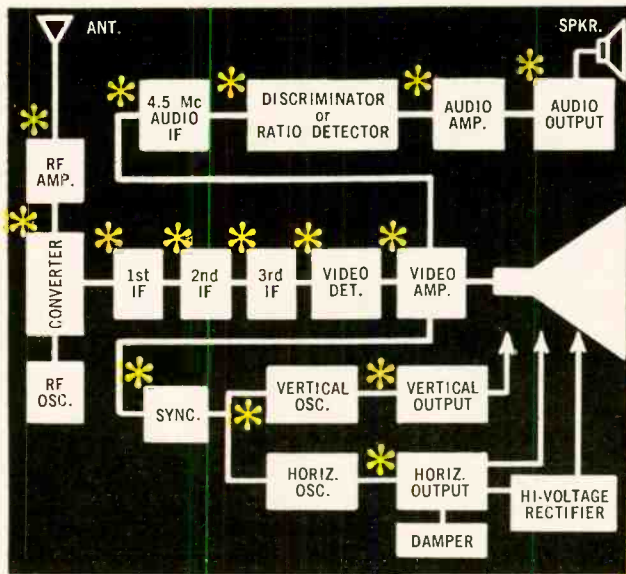 ANT.
SPKR.
4.5 Mc
AUDIO
IF
DISCRIMINATOR
or
RATIO DETECTOR
AUDIO
AMP.
AUDIO
OUTPUT
RF
AMP.
CONVERTER
1st
IF
2nd
IF
3rd
IF
VIDEO
DET.
VIDEO
AMP.
RF
OSC.
SYNC.
VERTICAL
OSC.
VERTICAL
OUTPUT
HORIZ.
OSC.
HORIZ.
OUTPUT
HI-VOLTAGE
RECTIFIER
DAMPER